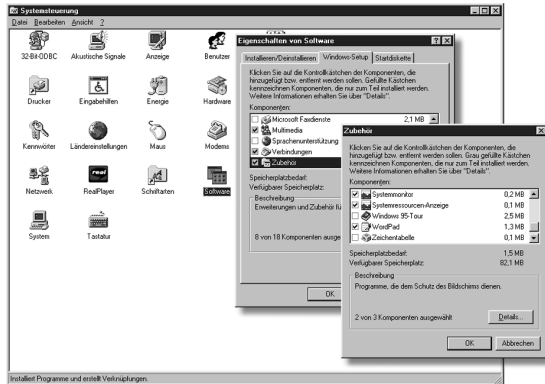 Systemsteuerung
Datei Bearbeiten Ansicht ?
32-Bit-ODBC Akustische Signale Anzeige Benutzer
Drucker Eingabehilfen Energie Hardware
Kennwörter Ländereinstellungen Maus Modems
Netzwerk RealPlayer Schriftarten Software
real
System Tastatur
Installiert Programme und erstellt Verknüpfungen.
Eigenschaften von Software
Installieren/Deinstallieren Windows-Setup Startdiskette
Klicken Sie auf die Kontrollkästchen der Komponenten, die
hinzugefügt bzw. entfernt werden sollen. Graue gefüllte Kästchen
kennzeichnen Komponenten, die nur zum Teil installiert werden.
Weitere Informationen erhalten Sie über "Details".
Komponenten:
Microsoft Faxdienste 2,1 MB
Multimedia
Sprachenunterstützung
Verbindungen
Zubehör
Speicherplatzbedarf:
Verfügbarer Speicherplatz:
Beschreibung
Erweiterungen und Zubehör fü
8 von 18 Komponenten ausge
OK
Zubehör
Klicken Sie auf die Kontrollkästchen der Komponenten, die
hinzugefügt bzw. entfernt werden sollen. Grau gefüllte Kästchen
kennzeichnen Komponenten, die nur zum Teil installiert werden.
Weitere Informationen erhalten Sie über "Details".
Komponenten:
Systemmonitor 0,2 MB
Systemressourcen-Anzeige 0,1 MB
Windows 95-Tour 2,5 MB
WordPad 1,3 MB
Zeichentabelle 0,1 MB
Speicherplatzbedarf: 1,5 MB
Verfügbarer Speicherplatz: 82,1 MB
Beschreibung
Programme, die dem Schutz des Bildschirms dienen.
2 von 3 Komponenten ausgewählt
Details...
OK Abbrechen